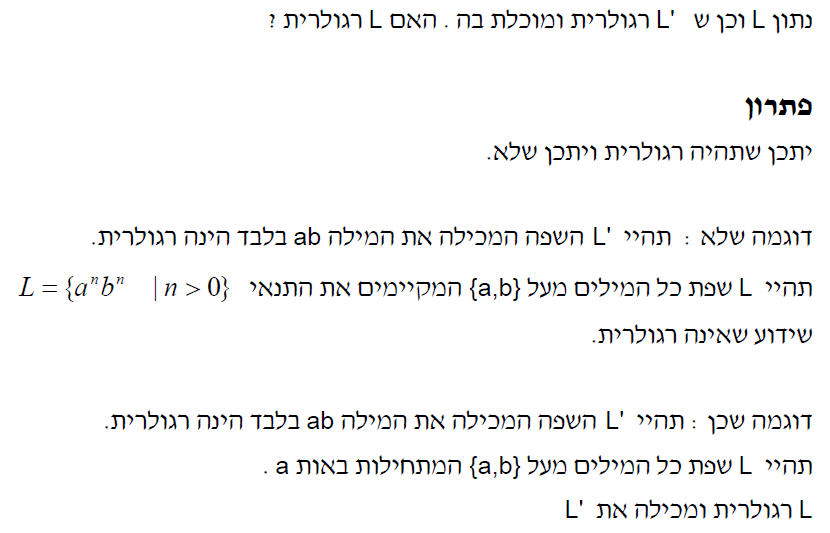 נתון L וכן ש L' רגולרית ומוכלת בה . האם L רגולרית ?
פתרון
יתכן שתהיה רגולרית ויתכן שלא.
דוגמה שלא : תהיי L' השפה המכילה את המילה ab בלבד הינה רגולרית.
תהיי L שפת כל המילים מעל {a,b} המקיימים את התנאי L = {aⁿbⁿ | n > 0}
שידוע שאינה רגולרית.
דוגמה שכן : תהיי L' השפה המכילה את המילה ab בלבד הינה רגולרית.
תהיי L שפת כל המילים מעל {a,b} המתחילות באות a .
L רגולרית ומכילה את L'